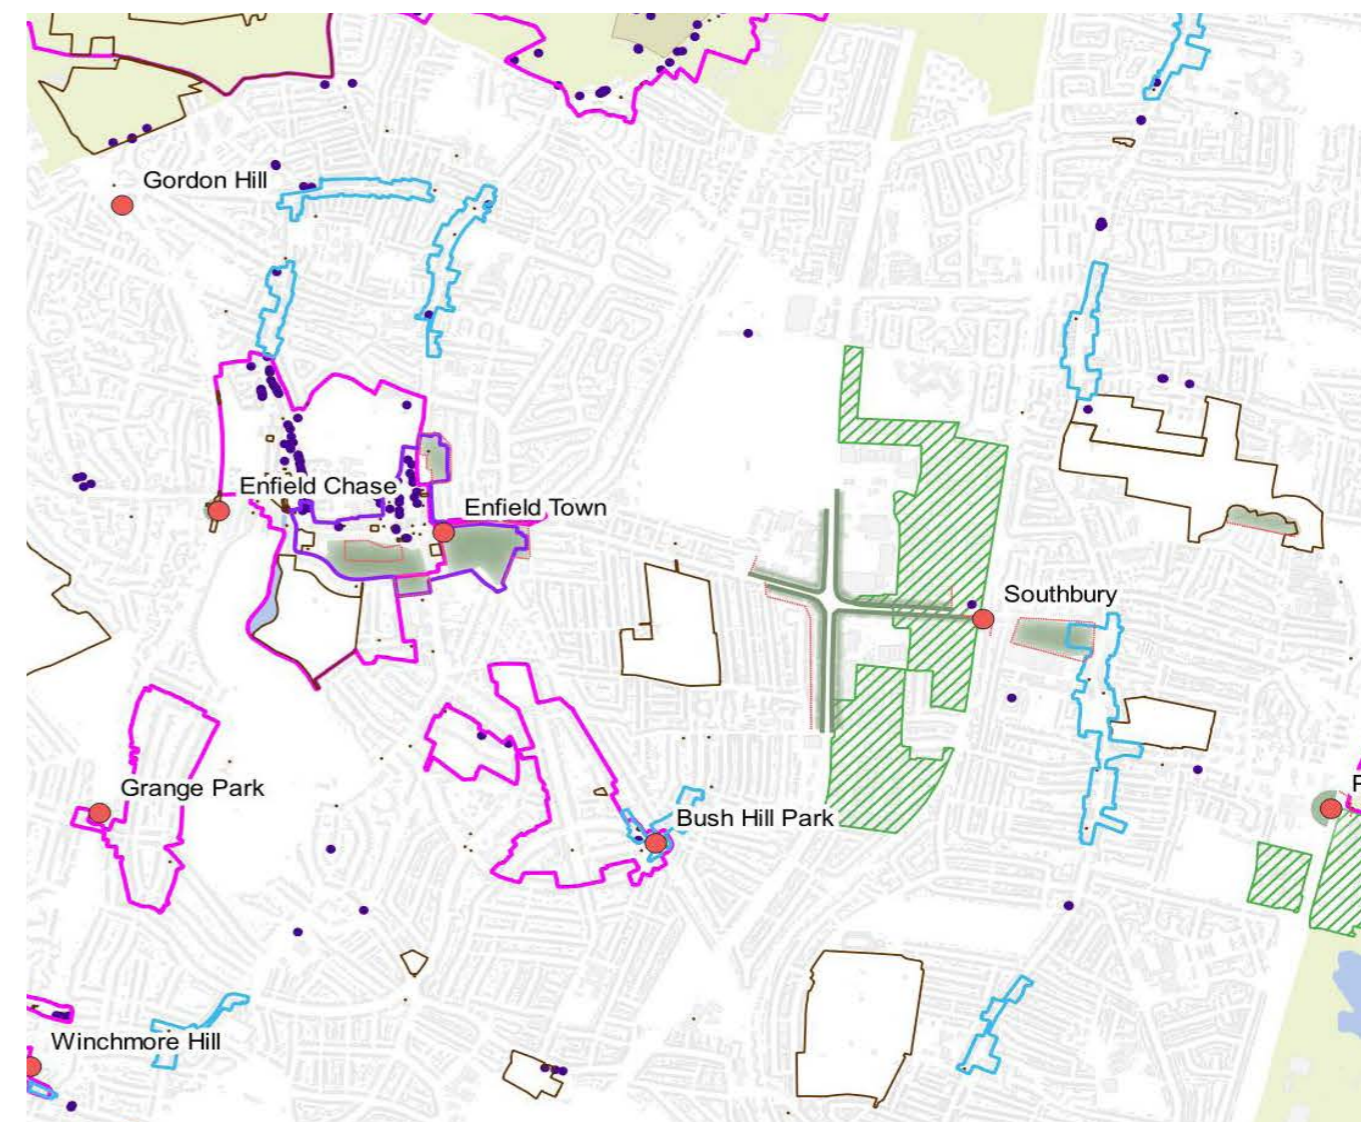 Gordon Hill
Enfield Chase
Enfield Town
Southbury
Grange Park
Bush Hill Park
Winchmore Hill